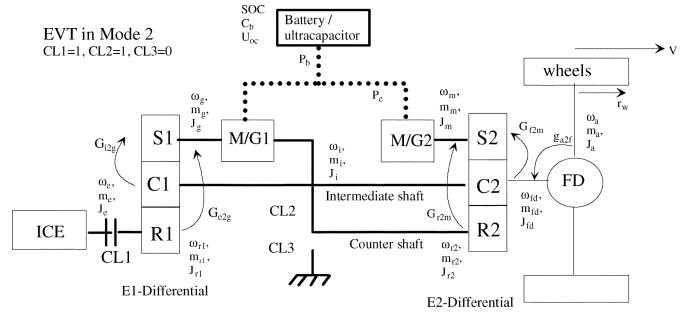 EVT in Mode 2
CL1=1, CL2=1, CL3=0
SOC
C_b
U_oc
Battery /
ultracapacitor
P_b
P_e
V
wheels
r_w
ω_g,
m_g,
J_g
S1
M/G1
G_i2g
C1
ω_e,
m_e,
J_e
G_e2g
ICE
CL1
R1
ω_r1,
m_r1,
J_r1
E1-Differential
ω_i,
m_i,
J_i
Intermediate shaft
CL2
CL3
Counter shaft
M/G2
ω_m,
m_m,
J_m
S2
G_f2m
g_a2f
ω_a
m_a,
J_a
C2
FD
G_r2m
ω_fd,
m_fd,
J_fd
R2
ω_r2,
m_r2,
J_r2
E2-Differential